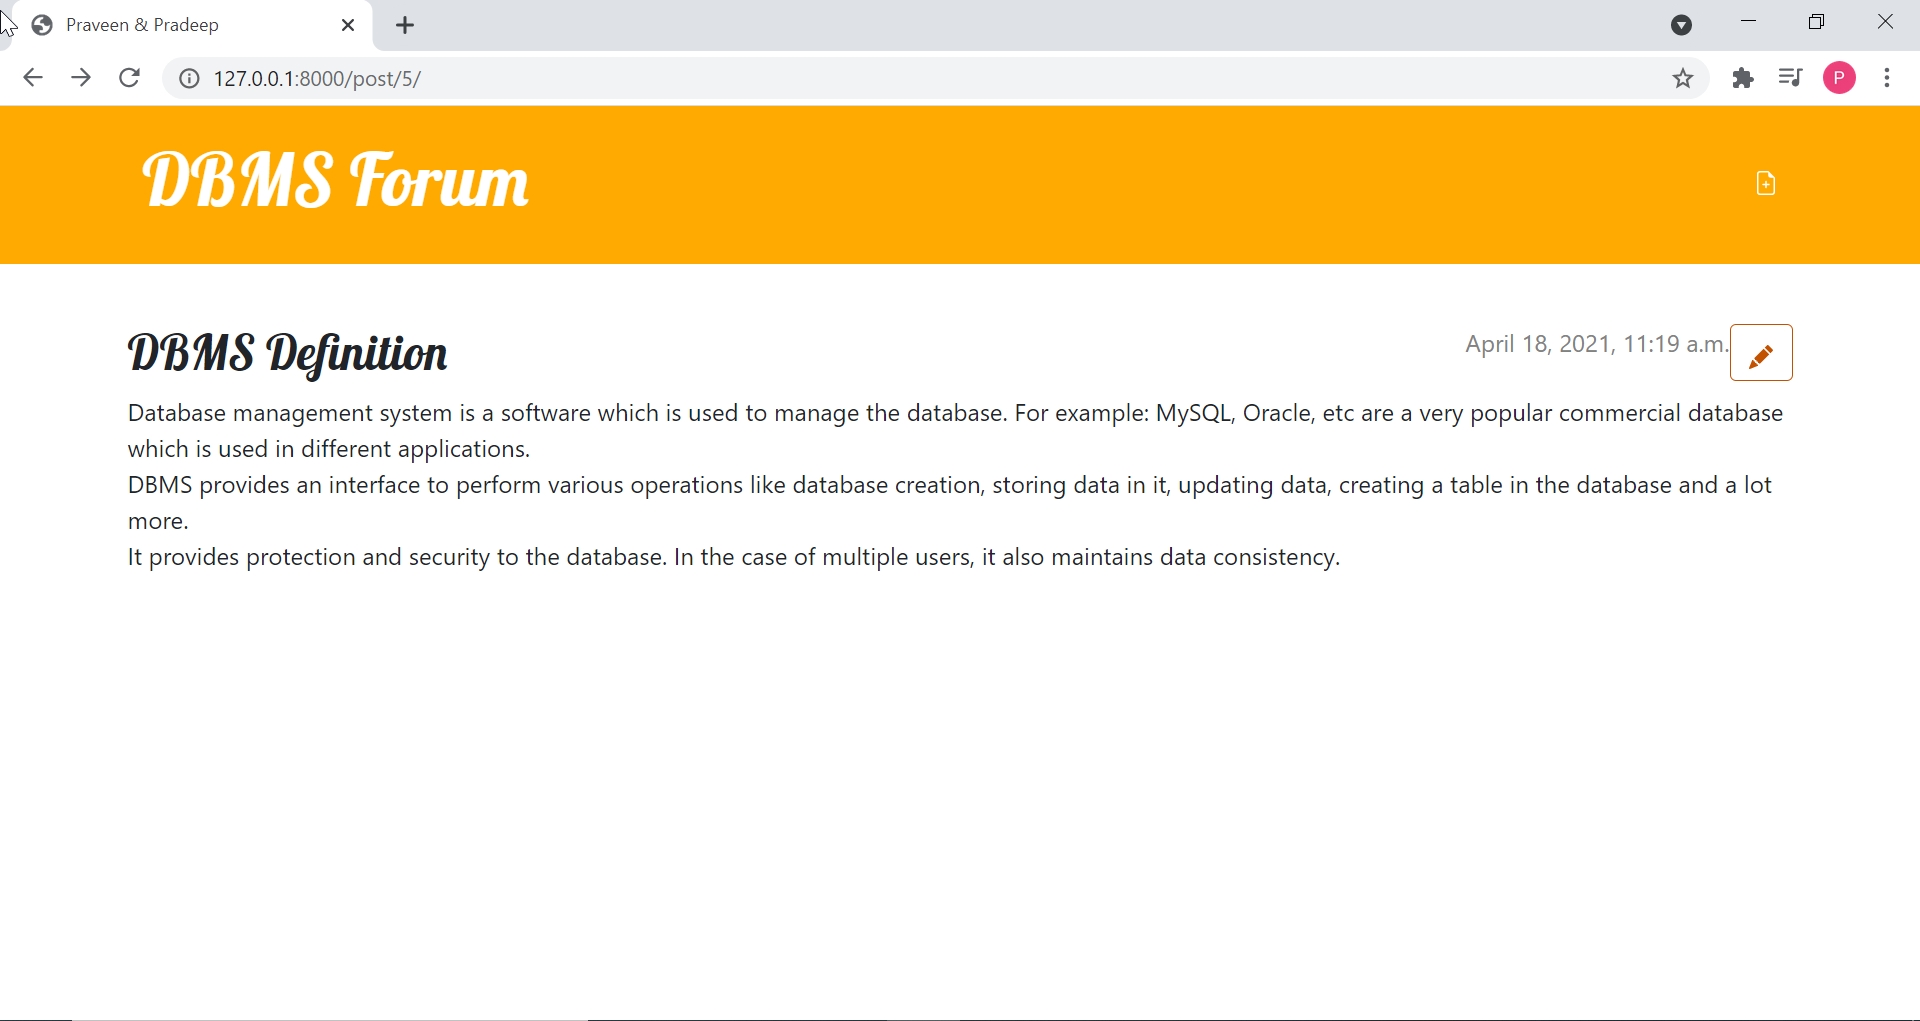 Praveen & Pradeep
127.0.0.1:8000/post/5/
P
DBMS Forum
DBMS Definition
April 18, 2021, 11:19 a.m.
Database management system is a software which is used to manage the database. For example: MySQL, Oracle, etc are a very popular commercial database
which is used in different applications.
DBMS provides an interface to perform various operations like database creation, storing data in it, updating data, creating a table in the database and a lot
more.
It provides protection and security to the database. In the case of multiple users, it also maintains data consistency.